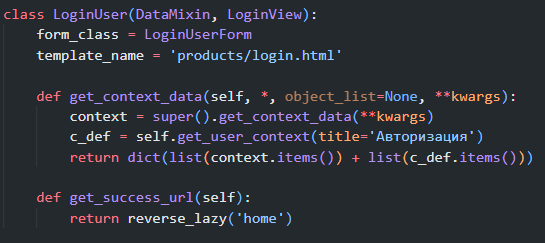 class LoginUser(DataMixin, LoginView):
    form_class = LoginUserForm
    template_name = 'products/login.html'

    def get_context_data(self, *, object_list=None, **kwargs):
        context = super().get_context_data(**kwargs)
        c_def = self.get_user_context(title='Авторизация')
        return dict(list(context.items()) + list(c_def.items()))

    def get_success_url(self):
        return reverse_lazy('home')